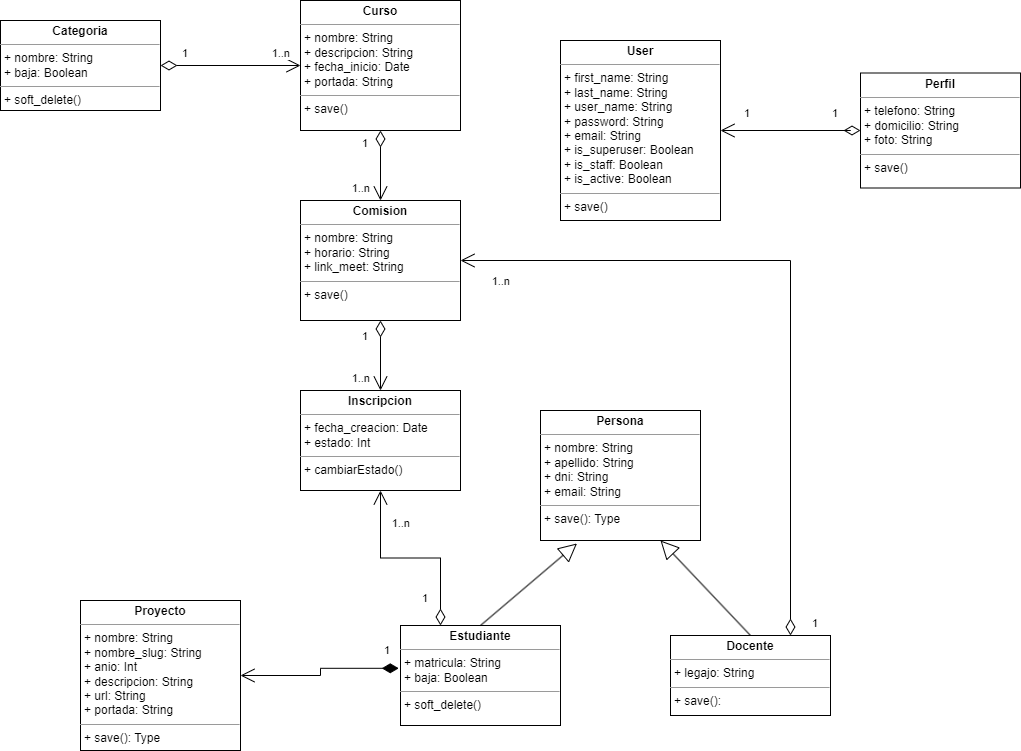 Categoria
+ nombre: String
+ baja: Boolean
+ soft_delete()
1
1..n
Curso
+ nombre: String
+ descripcion: String
+ fecha_inicio: Date
+ portada: String
+ save()
1
1..n
User
+ first_name: String
+ last_name: String
+ user_name: String
+ password: String
+ email: String
+ is_superuser: Boolean
+ is_staff: Boolean
+ is_active: Boolean
+ save()
1
1
Perfil
+ telefono: String
+ domicilio: String
+ foto: String
+ save()
Comision
+ nombre: String
+ horario: String
+ link_meet: String
+ save()
1..n
1
1..n
Inscripcion
+ fecha_creacion: Date
+ estado: Int
+ cambiarEstado()
1..n
Persona
+ nombre: String
+ apellido: String
+ dni: String
+ email: String
+ save(): Type
1
1
Proyecto
+ nombre: String
+ nombre_slug: String
+ anio: Int
+ descripcion: String
+ url: String
+ portada: String
+ save(): Type
1
Estudiante
+ matricula: String
+ baja: Boolean
+ soft_delete()
Docente
+ legajo: String
+ save():